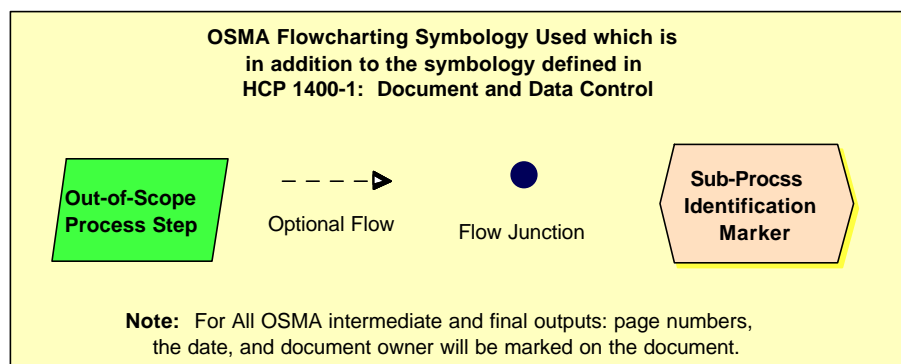 OSMA Flowcharting Symbology Used which is
in addition to the symbology defined in
HCP 1400-1: Document and Data Control
Out-of-Scope
Process Step
Optional Flow
Flow Junction
Sub-Procss
Identification
Marker
Note: For All OSMA intermediate and final outputs: page numbers,
the date, and document owner will be marked on the document.